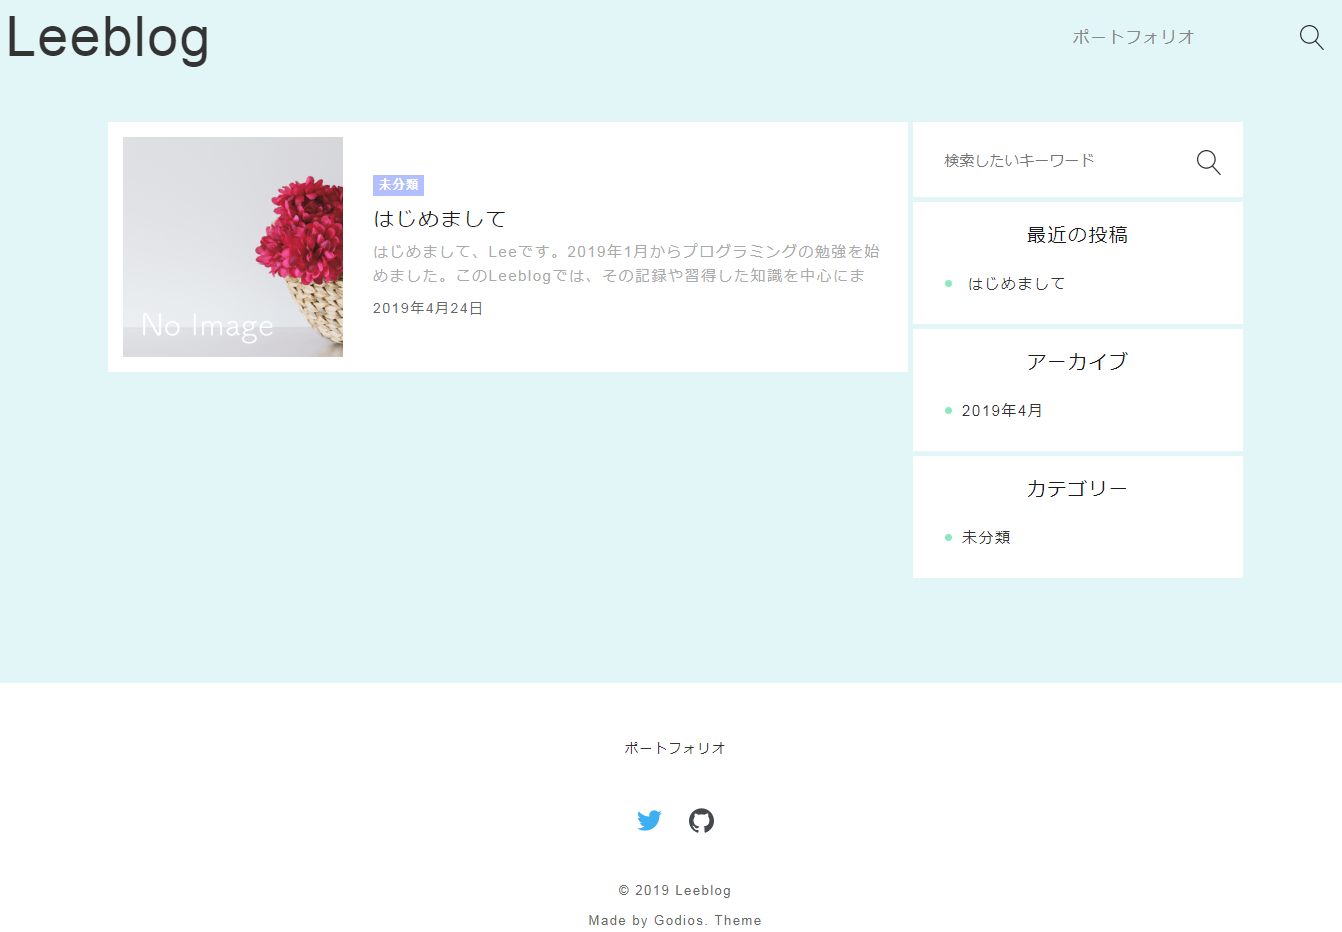 Leeblog
ポートフォリオ
No Image
未分類
はじめまして
はじめまして、Leeです。2019年1月からプログラミングの勉強を始
めました。このLeeblogでは、その記録や習得した知識を中心にま
2019年4月24日
検索したいキーワード
最近の投稿
はじめまして
アーカイブ
2019年4月
カテゴリー
未分類
ポートフォリオ
© 2019 Leeblog
Made by Godios. Theme